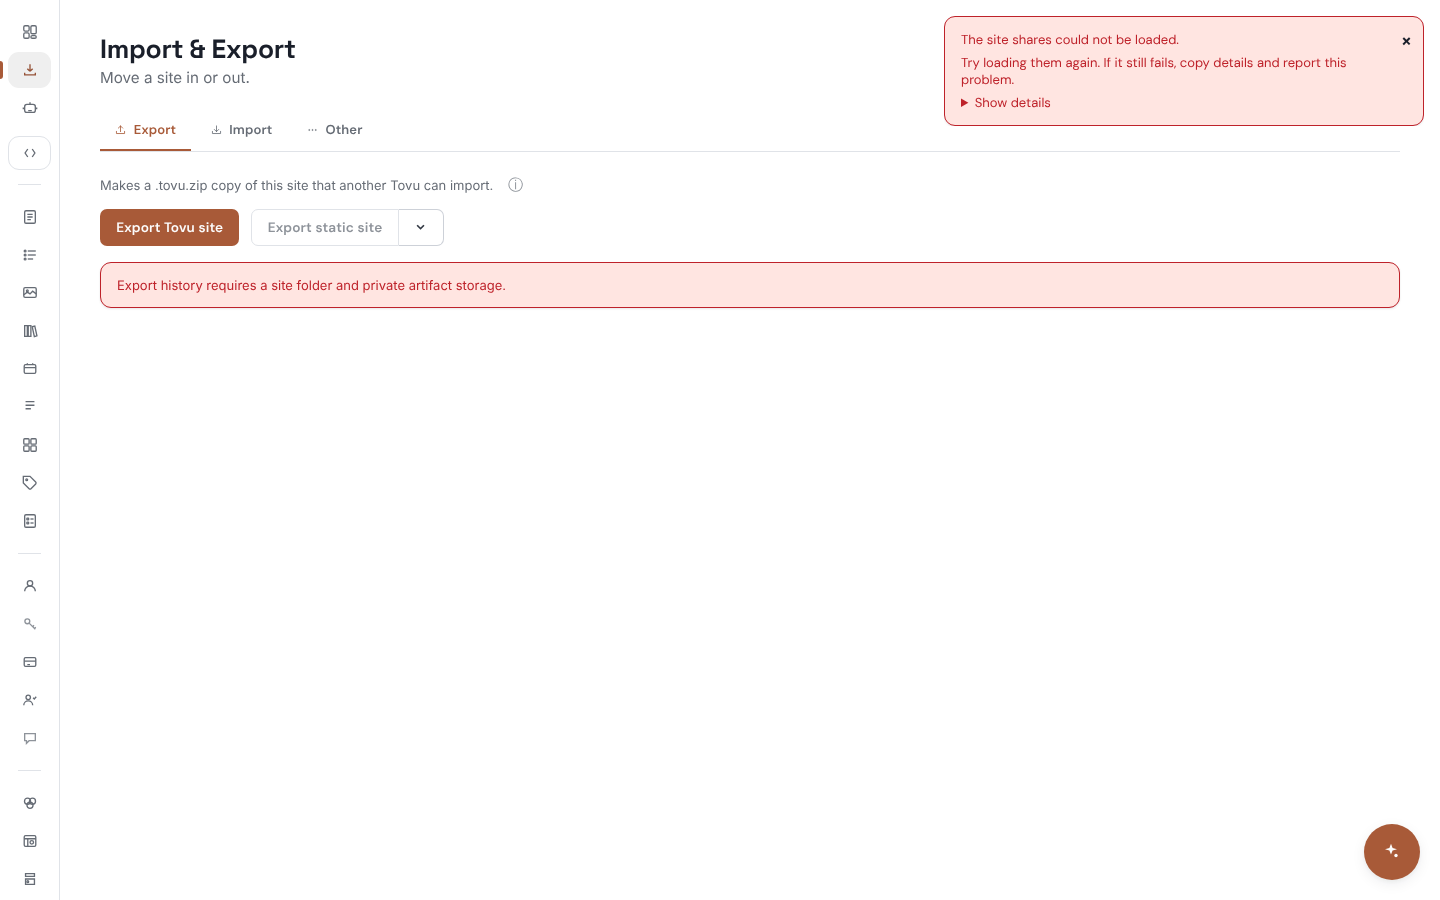 Import & Export
Move a site in or out.
The site shares could not be loaded.
Try loading them again. If it still fails, copy details and report this
problem.
Show details
Export
Import
Other
Makes a .tovu.zip copy of this site that another Tovu can import.
Export Tovu site
Export static site
Export history requires a site folder and private artifact storage.